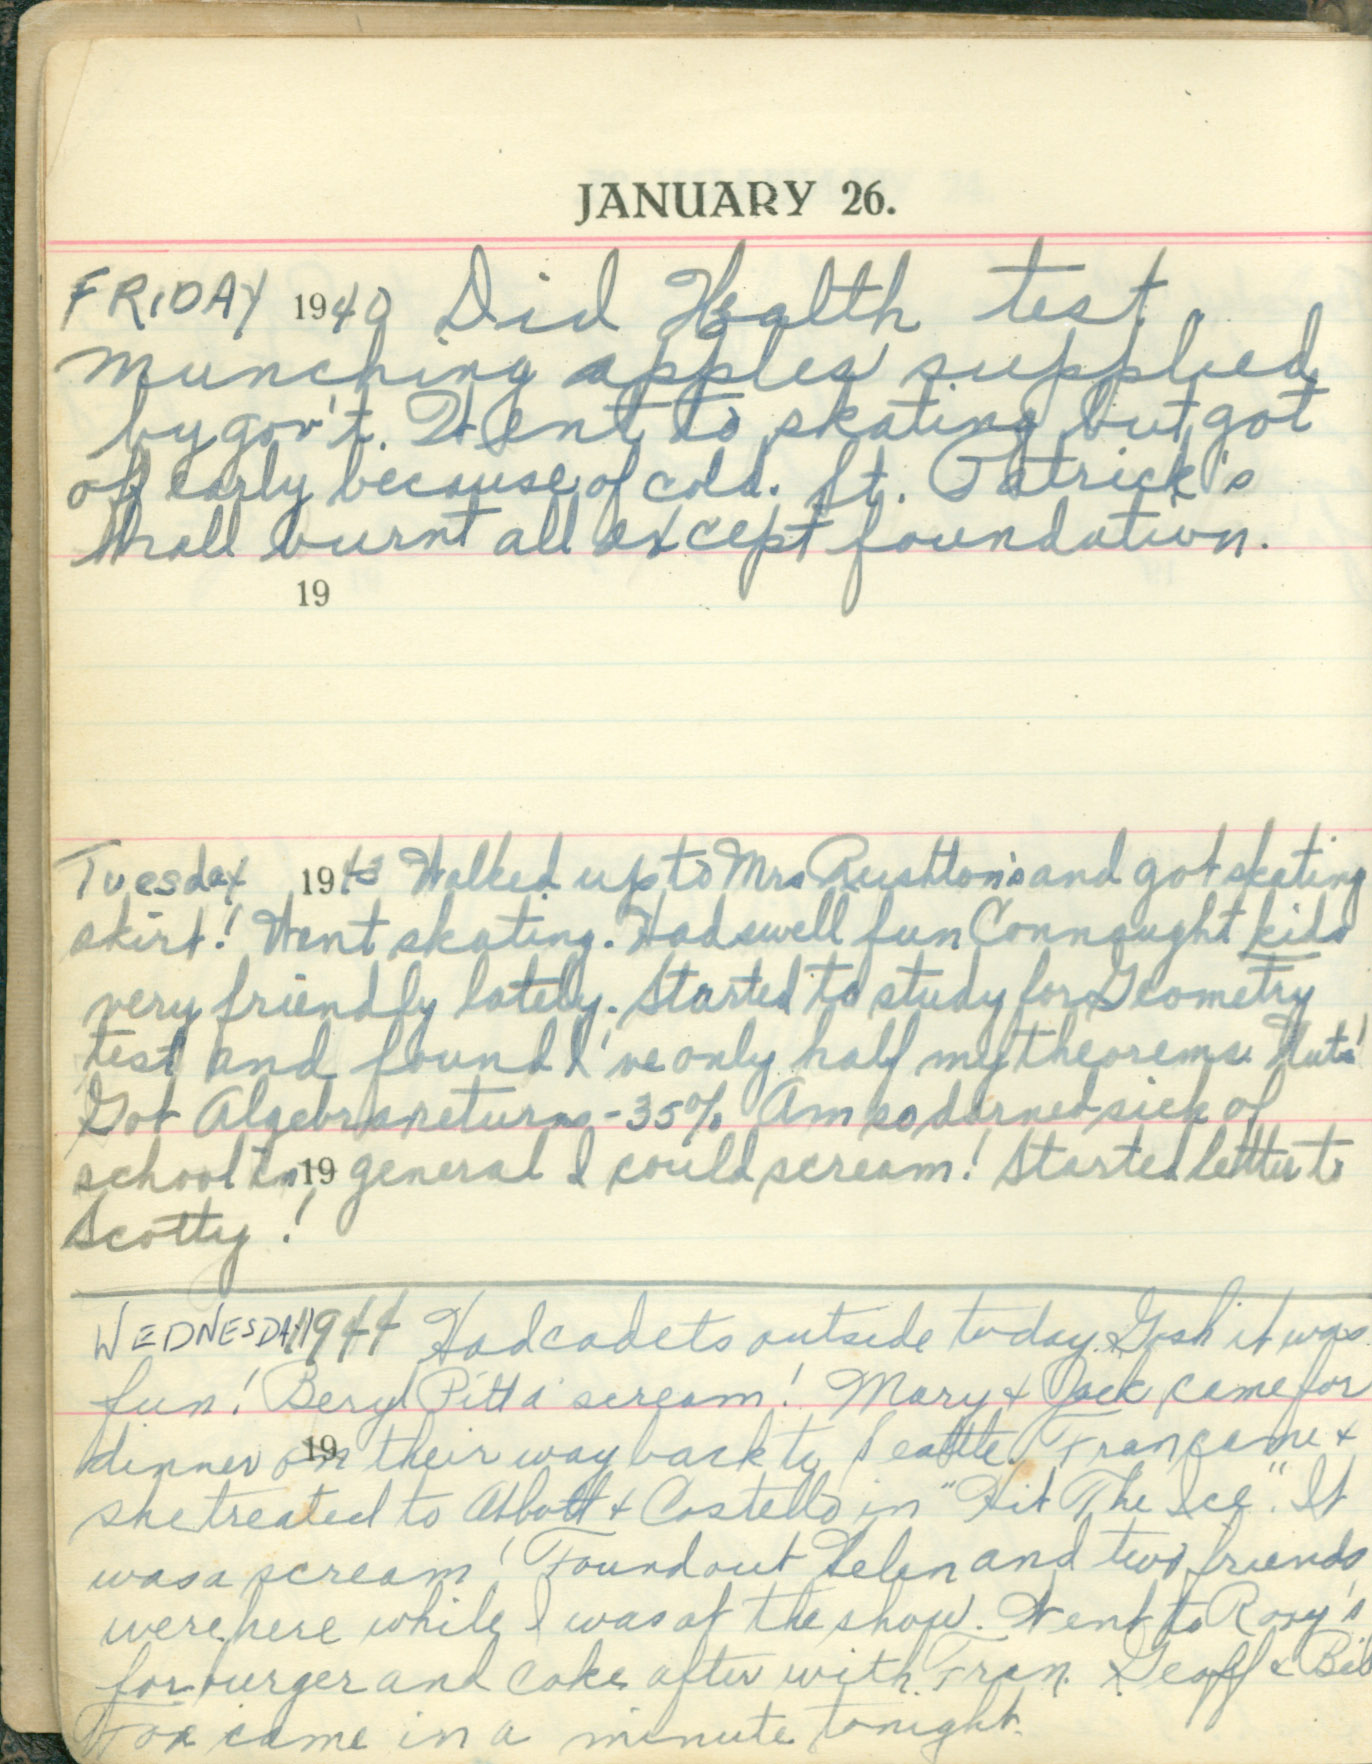 JANUARY 26.
FRIDAY 1940 Did Health test
munching apples supplied
by gov't. Went to skating but got
off early because of cold. St. Patrick's
hall burnt all except foundation.
19
Tuesday 1943 Walked up to Mrs Rushton's and got skating
skirt! Went skating. Had swell fun Connaught kids
very friendly lately. Started to study for Geometry
test and found I've only half my theorems. Nuts!
Got Algebra returns - 35% Am so darned sick of
school in 19 general I could scream! Started letter to
Scotty!
WEDNESDAY 1944 Had cadets outside today. Gosh it was
fun! Beryl Pitt a scream! Mary & Jack came for
dinner on 19 their way back to Seattle. Fran came &
she treated to Abbott & Costello in "Hit The Ice". It
was a scream! Found out Helen and two friends
were here while I was at the show. Went to Rory's
for burger and coke after with Fran. Geoff & Bill
Fox came in a minute tonight.